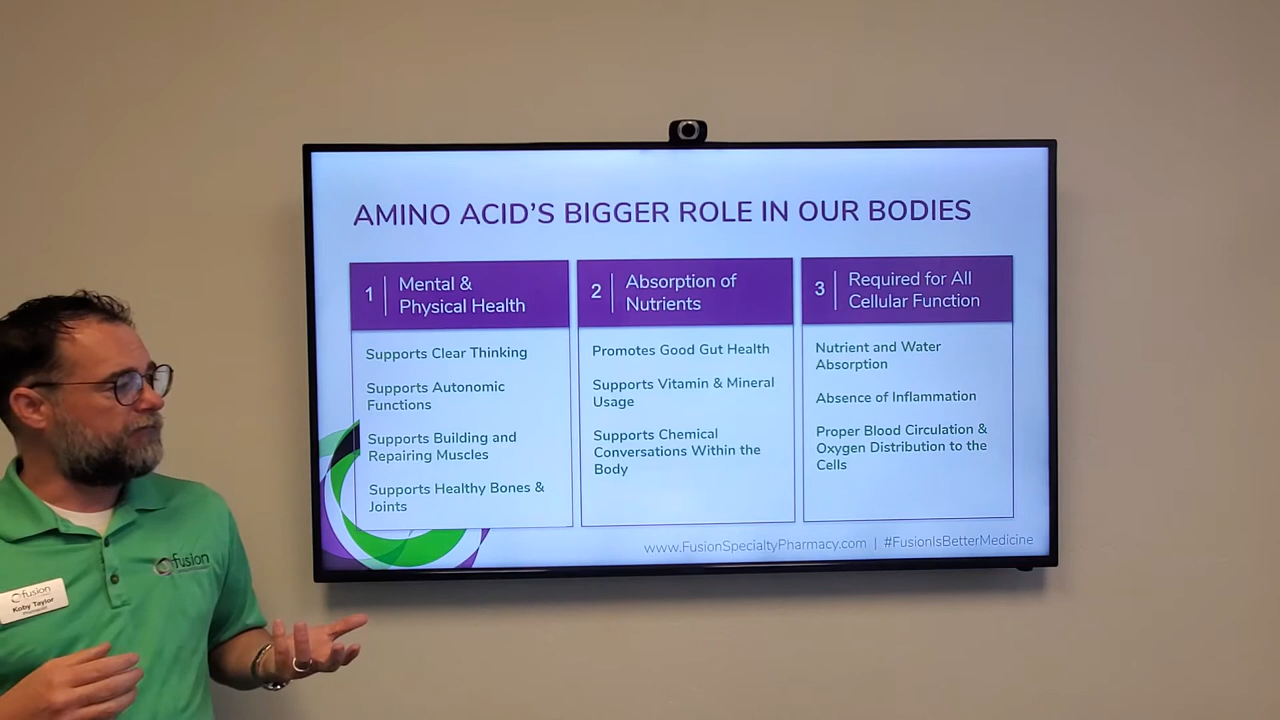 AMINO ACID'S BIGGER ROLE IN OUR BODIES
1
Mental &
Physical Health
Supports Clear Thinking
Supports Autonomic
Functions
Supports Building and
Repairing Muscles
Supports Healthy Bones &
Joints
2
Absorption of
Nutrients
Promotes Good Gut Health
Supports Vitamin & Mineral
Usage
Supports Chemical
Conversations Within the
Body
3
Required for All
Cellular Function
Nutrient and Water
Absorption
Absence of Inflammation
Proper Blood Circulation &
Oxygen Distribution to the
Cells
www.FusionSpecialtyPharmacy.com | #FusionIsBetterMedicine
fusion
fusion
Koby Taylor
Pharmacist